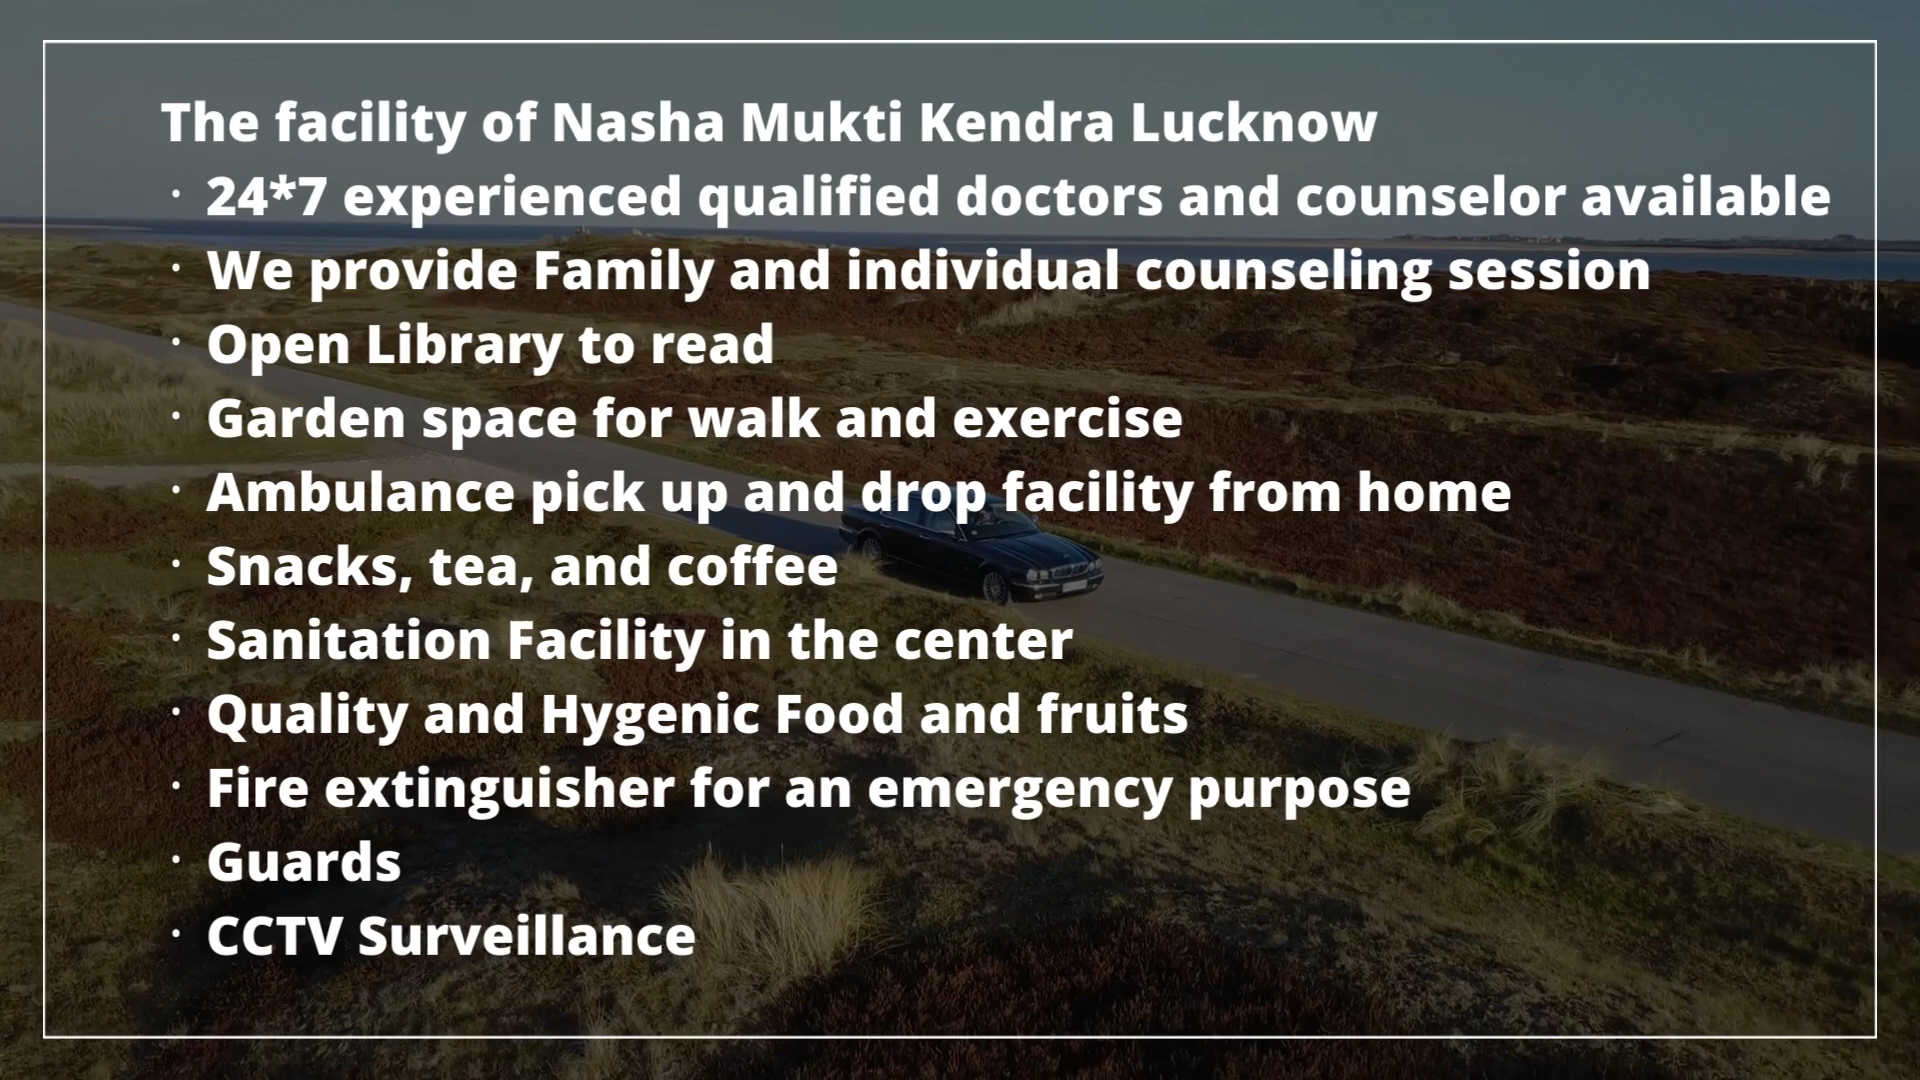 The facility of Nasha Mukti Kendra Lucknow
· 24*7 experienced qualified doctors and counselor available
· We provide Family and individual counseling session
· Open Library to read
· Garden space for walk and exercise
· Ambulance pick up and drop facility from home
· Snacks, tea, and coffee
· Sanitation Facility in the center
· Quality and Hygenic Food and fruits
· Fire extinguisher for an emergency purpose
· Guards
· CCTV Surveillance